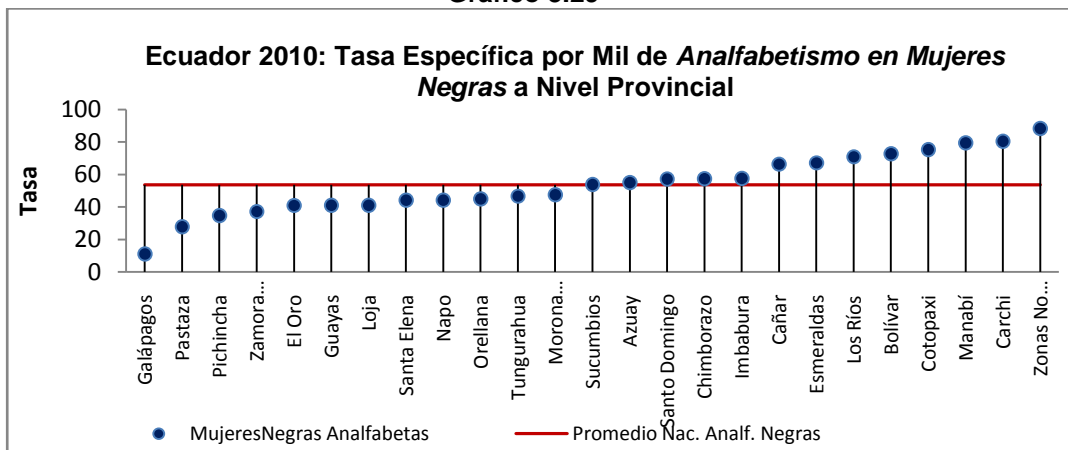 Ecuador 2010: Tasa Específica por Mil de Analfabetismo en Mujeres
Negras a Nivel Provincial
Tasa
100
80
60
40
20
0
Galápagos
Pastaza
Pichincha
Zamora…
El Oro
Guayas
Loja
Santa Elena
Napo
Orellana
Tungurahua
Morona…
Sucumbios
Azuay
Santo Domingo
Chimborazo
Imbabura
Cañar
Esmeraldas
Los Ríos
Bolívar
Cotopaxi
Manabí
Carchi
Zonas No…
MujeresNegras Analfabetas
Promedio Nac. Analf. Negras